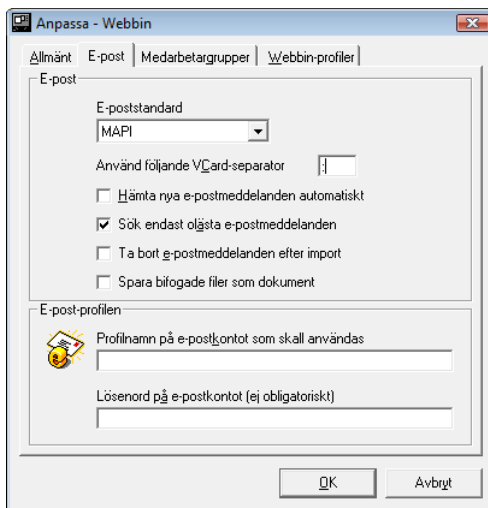 Anpassa - Webbin
Allmänt E-post Medarbetargrupper Webbin-profiler
E-post
E-poststandard
MAPI
Använd följande VCard-separator :
Hämta nya e-postmeddelanden automatiskt
Sök endast olästa e-postmeddelanden
Ta bort e-postmeddelanden efter import
Spara bifogade filer som dokument
E-post-profilen
Profilnamn på e-postkontot som skall användas
Lösenord på e-postkontot (ej obligatoriskt)
OK Avbryt